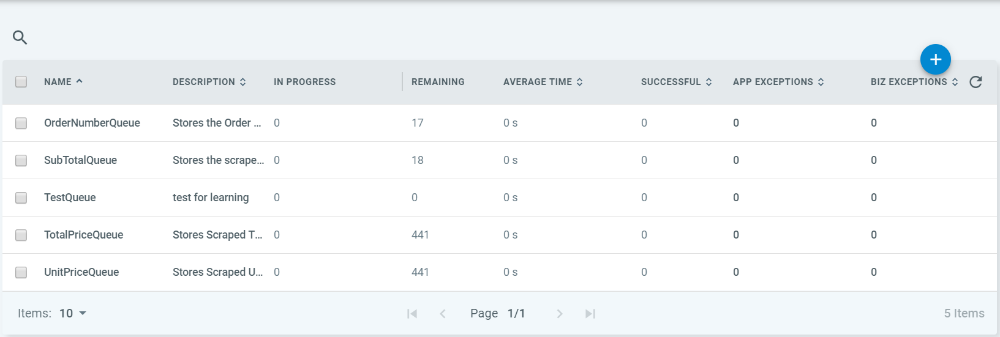 NAME DESCRIPTION IN PROGRESS REMAINING AVERAGE TIME SUCCESSFUL APP EXCEPTIONS BIZ EXCEPTIONS
OrderNumberQueue Stores the Order ... 0 17 0 s 0 0 0
SubTotalQueue Stores the scrape... 0 18 0 s 0 0 0
TestQueue test for learning 0 0 0 s 0 0 0
TotalPriceQueue Stores Scraped T... 0 441 0 s 0 0 0
UnitPriceQueue Stores Scraped U... 0 441 0 s 0 0 0
Items: 10 Page 1/1 5 Items